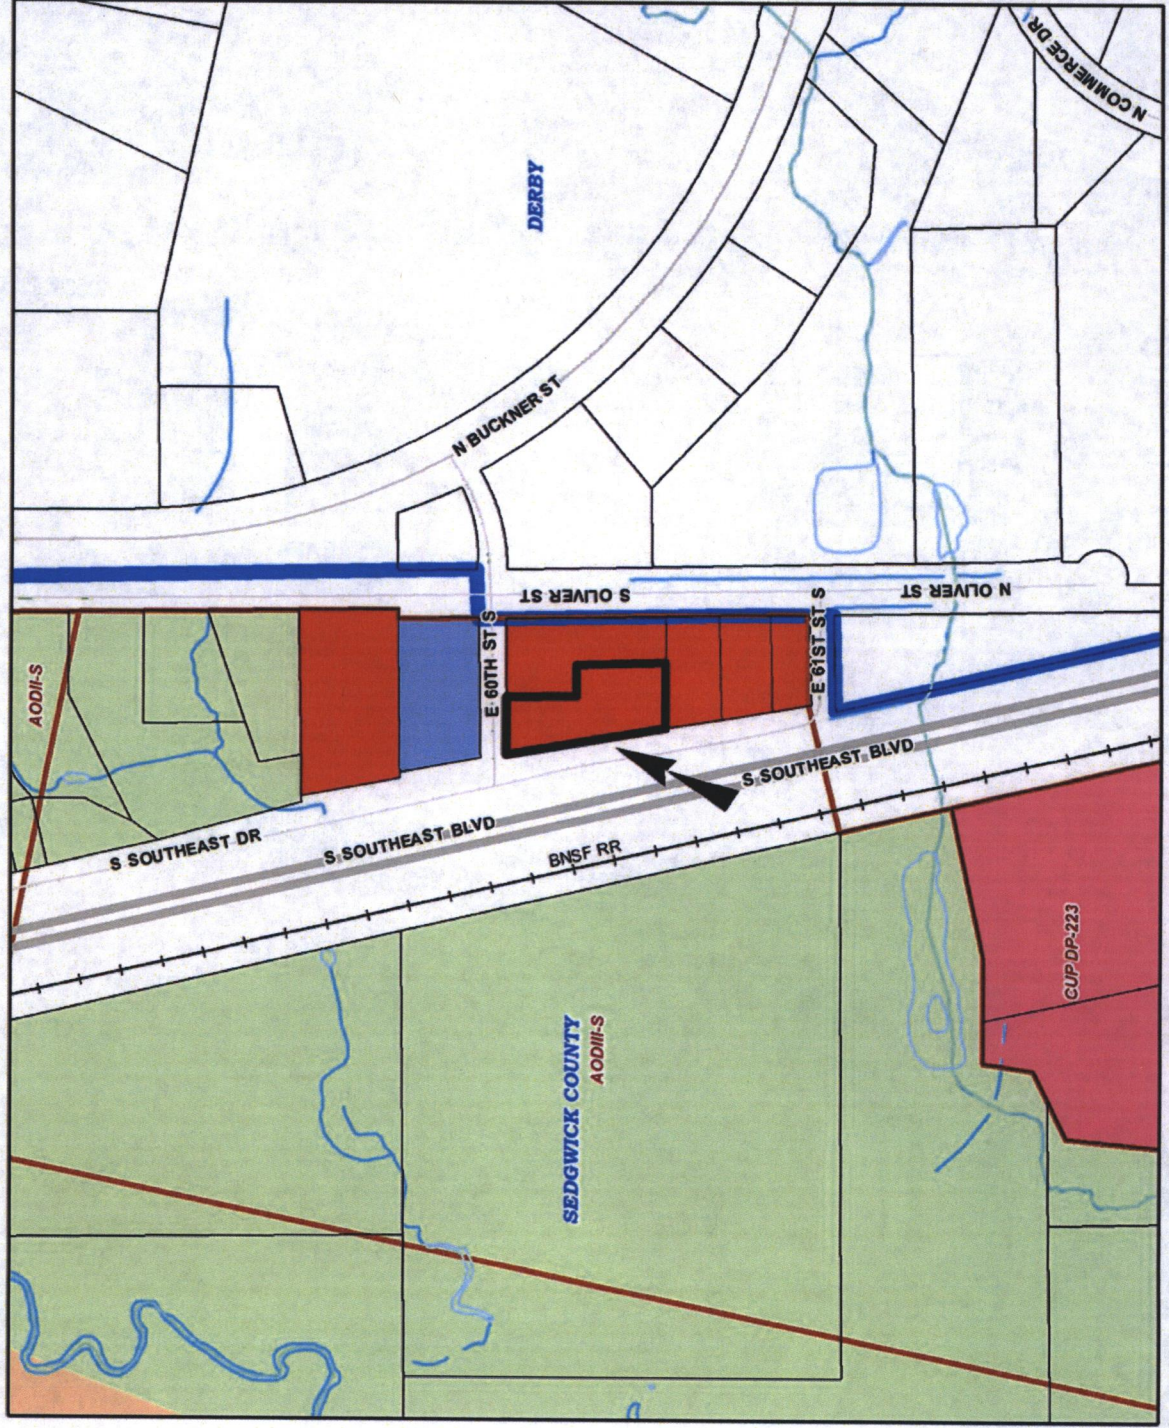 N COMMERCE DR
DERBY
N BUCKNER ST
S OLIVER ST
N OLIVER ST
E 60TH ST S
E 61ST ST S
AODII-S
S SOUTHEAST DR
S SOUTHEAST BLVD
S SOUTHEAST BLVD
BNSF RR
CUP DP-223
SEDGWICK COUNTY
AODIII-S